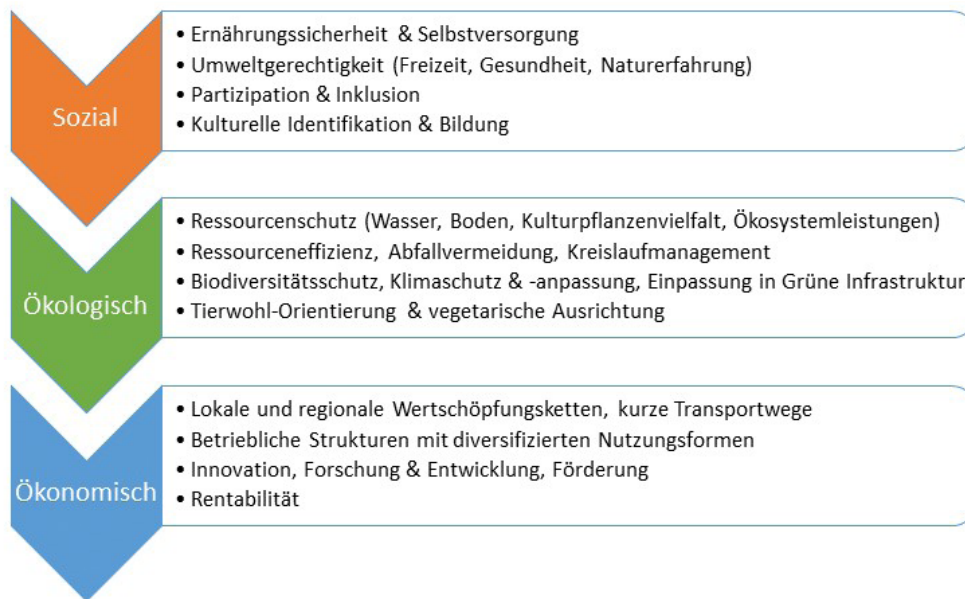 Sozial
• Ernährungssicherheit & Selbstversorgung
• Umweltgerechtigkeit (Freizeit, Gesundheit, Naturerfahrung)
• Partizipation & Inklusion
• Kulturelle Identifikation & Bildung
Ökologisch
• Ressourcenschutz (Wasser, Boden, Kulturpflanzenvielfalt, Ökosystemleistungen)
• Ressourceneffizienz, Abfallvermeidung, Kreislaufmanagement
• Biodiversitätsschutz, Klimaschutz & -anpassung, Einpassung in Grüne Infrastruktur
• Tierwohl-Orientierung & vegetarische Ausrichtung
Ökonomisch
• Lokale und regionale Wertschöpfungsketten, kurze Transportwege
• Betriebliche Strukturen mit diversifizierten Nutzungsformen
• Innovation, Forschung & Entwicklung, Förderung
• Rentabilität